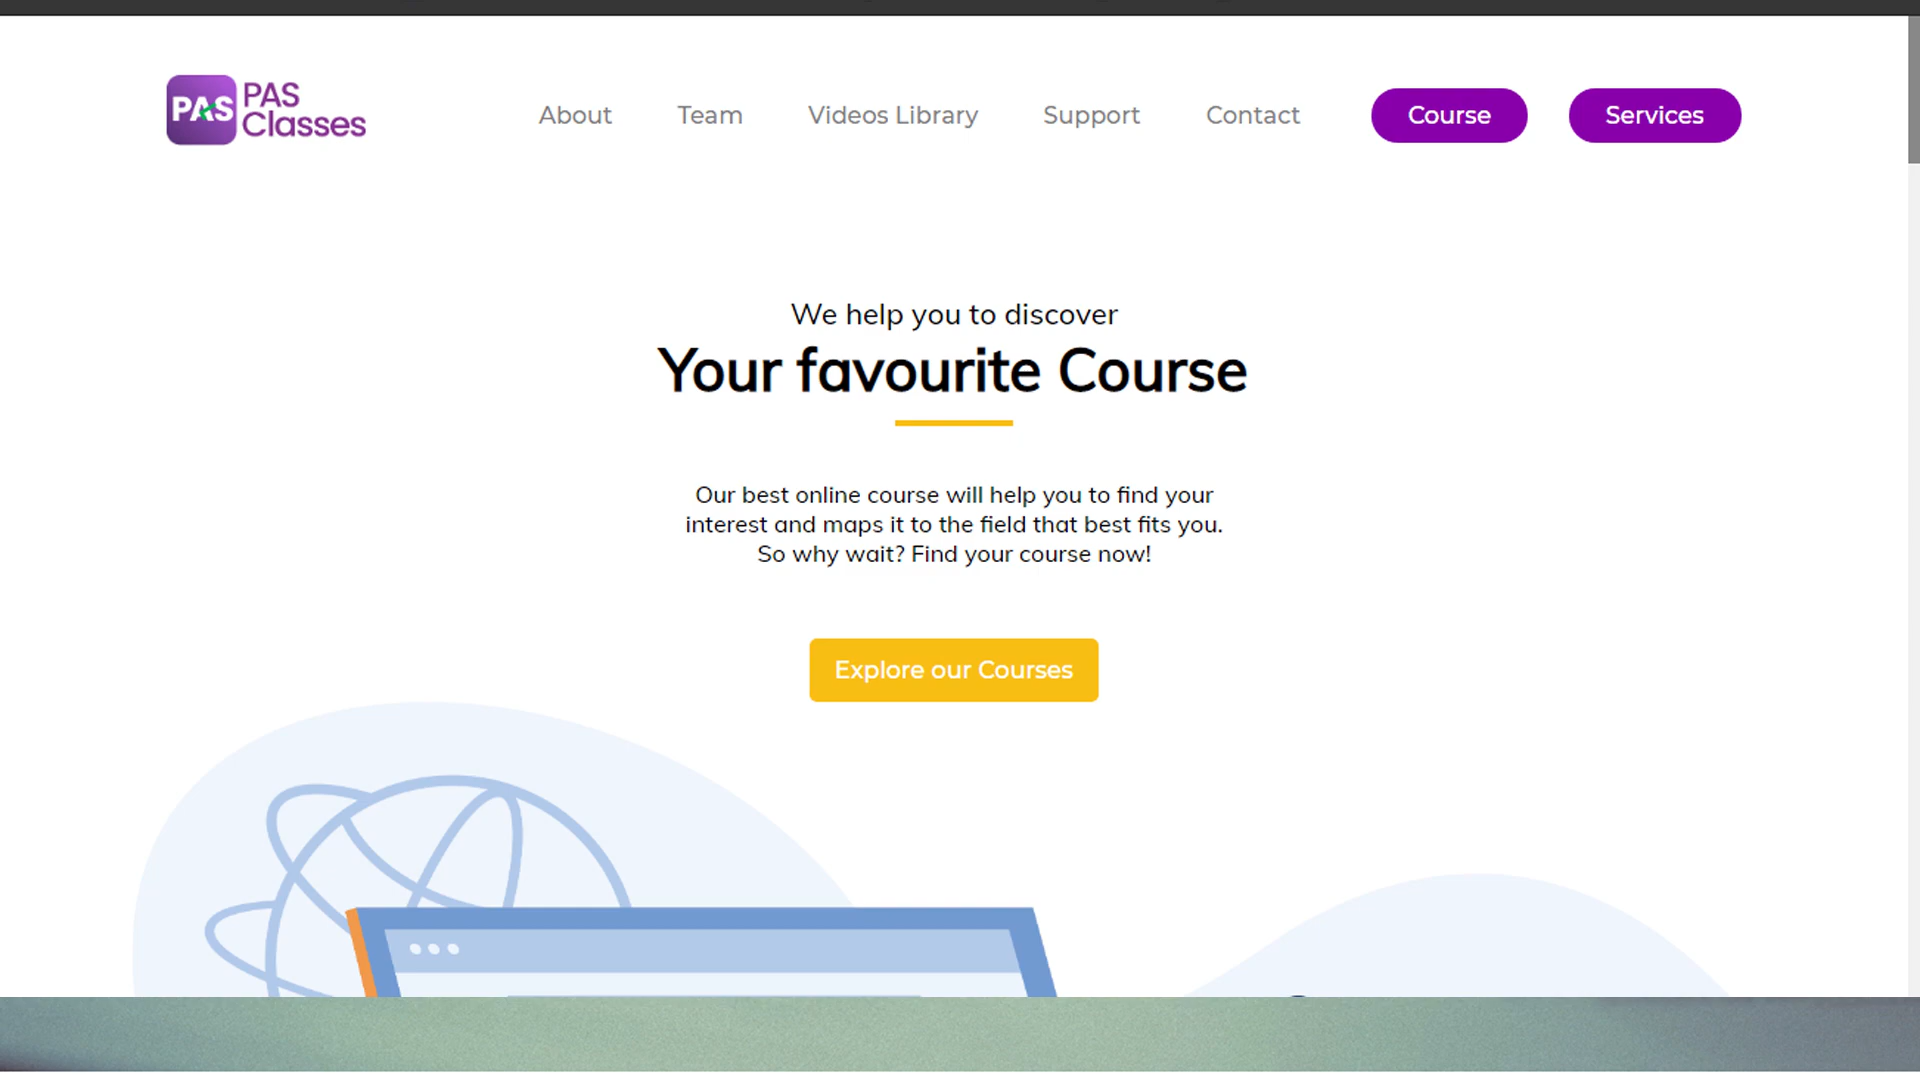 PAS
PAS
Classes
About
Team
Videos Library
Support
Contact
Course
Services
We help you to discover
Your favourite Course
Our best online course will help you to find your
interest and maps it to the field that best fits you.
So why wait? Find your course now!
Explore our Courses